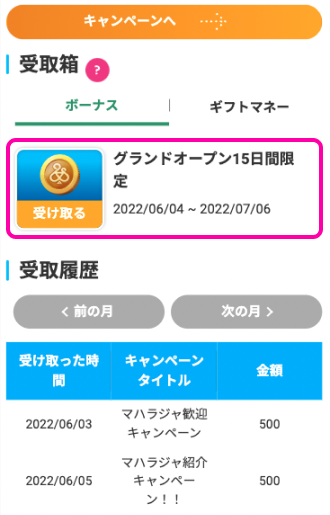 キャンペーンへ
受取箱 ?
ボーナス ギフトマネー
グランドオープン15日間限
定
受け取る
2022/06/04 ~ 2022/07/06
受取履歴
< 前の月 次の月 >
受け取った時
間
キャンペーン
タイトル
金額
2022/06/03
マハラジャ歓迎
キャンペーン
500
2022/06/05
マハラジャ紹介
キャンペー
ン！！
500